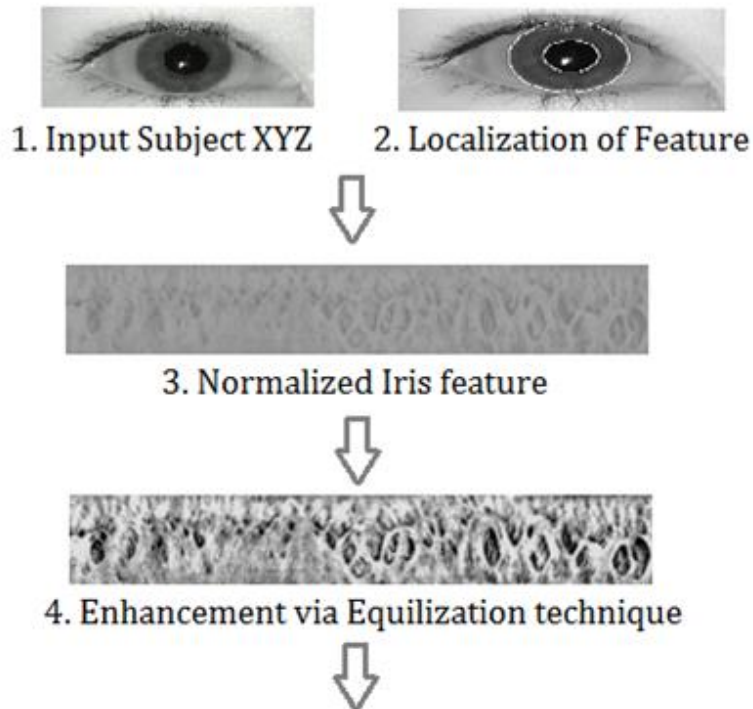 1. Input Subject XYZ
2. Localization of Feature
3. Normalized Iris feature
4. Enhancement via Equilization technique